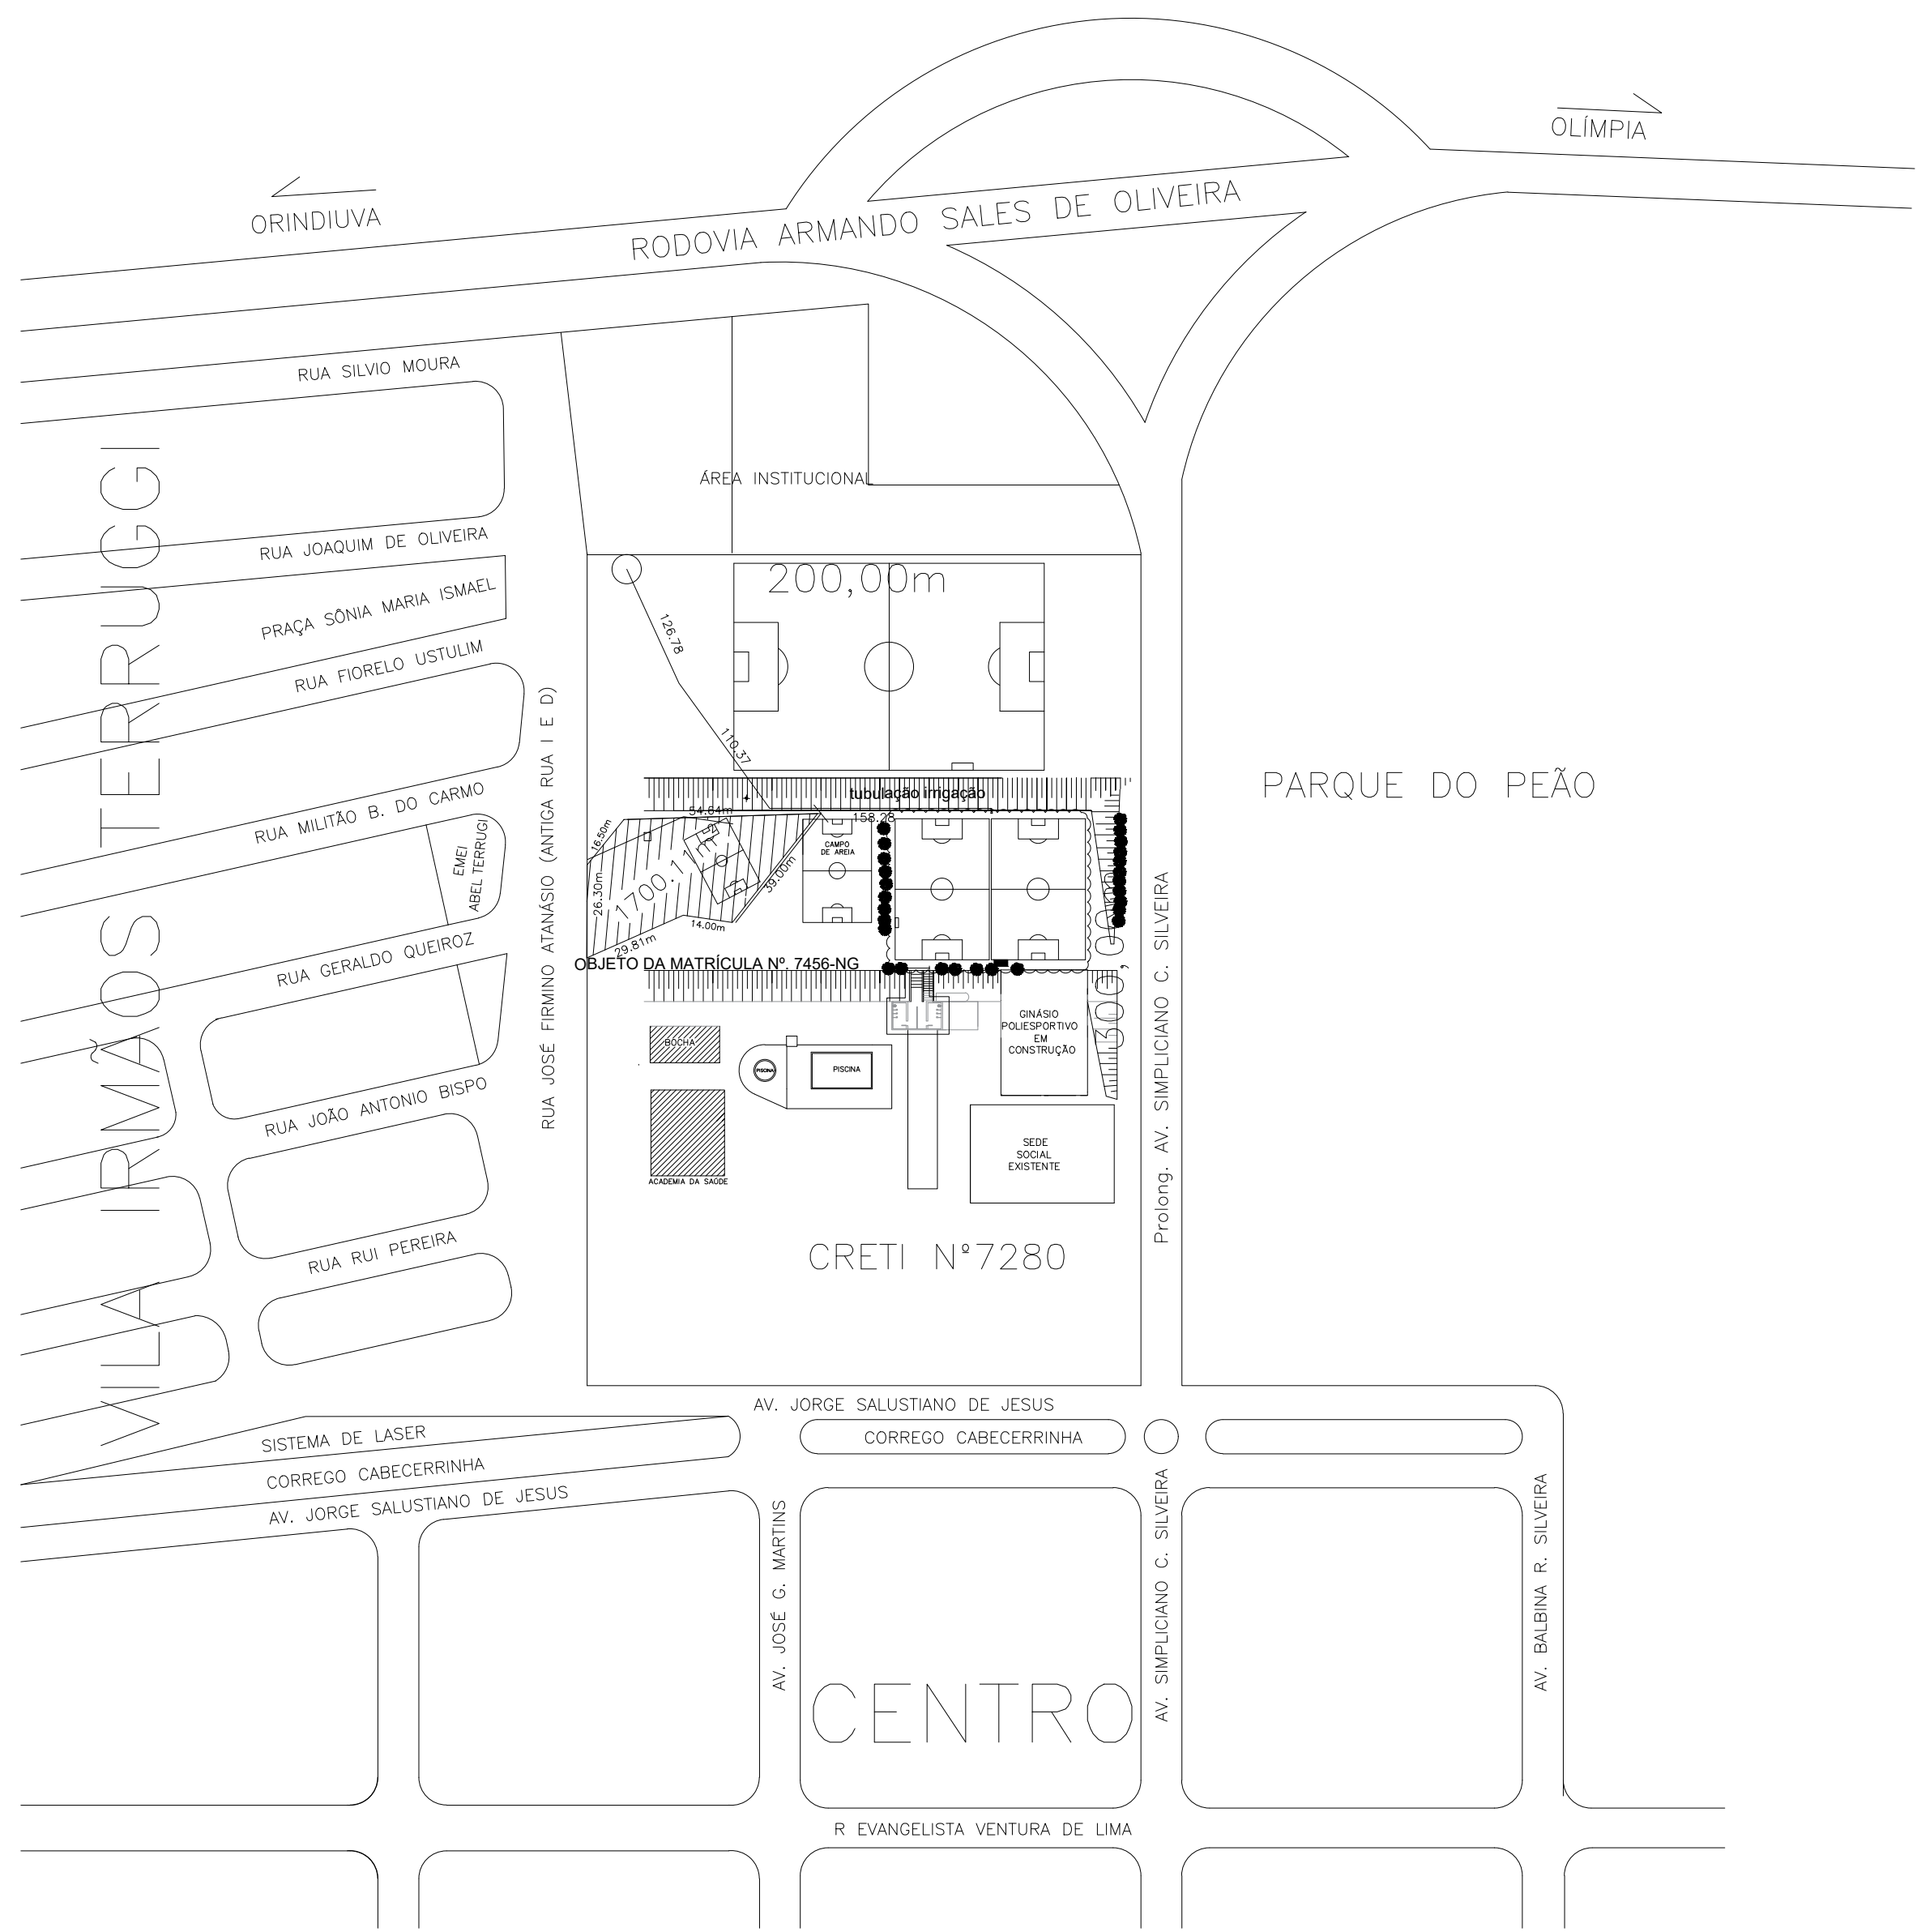 OLÍMPIA
ORINDIUVA
RODOVIA ARMANDO SALES DE OLIVEIRA
RUA SILVIO MOURA
ÁREA INSTITUCIONAL
RUA JOAQUIM DE OLIVEIRA
PRAÇA SÔNIA MARIA ISMAEL
RUA FIORELO USTULIM
RUA MILITÃO B. DO CARMO
EMEI
ABEL TERRUGI
RUA GERALDO QUEIROZ
RUA JOÃO ANTONIO BISPO
RUA RUI PEREIRA
VILA IRMÃOS TERRUGGI
RUA JOSÉ FIRMINO ATANÁSIO (ANTIGA RUA I E D)
200,00m
126.78
110.37
tubulação irrigação
54.64m
158.28
16.50m
26.30m
1700.11m²
39.00m
14.00m
29.81m
CAMPO
DE AREIA
OBJETO DA MATRÍCULA Nº. 7456-NG
300,00m
BOCHA
PISCINA
PISCINA
GINÁSIO
POLIESPORTIVO
EM
CONSTRUÇÃO
ACADEMIA DA SAÚDE
SEDE
SOCIAL
EXISTENTE
CRETI Nº7280
Prolong. AV. SIMPLICIANO C. SILVEIRA
PARQUE DO PEÃO
AV. JORGE SALUSTIANO DE JESUS
CORREGO CABECERRINHA
SISTEMA DE LASER
CORREGO CABECERRINHA
AV. JORGE SALUSTIANO DE JESUS
AV. JOSÉ G. MARTINS
AV. SIMPLICIANO C. SILVEIRA
AV. BALBINA R. SILVEIRA
CENTRO
R EVANGELISTA VENTURA DE LIMA